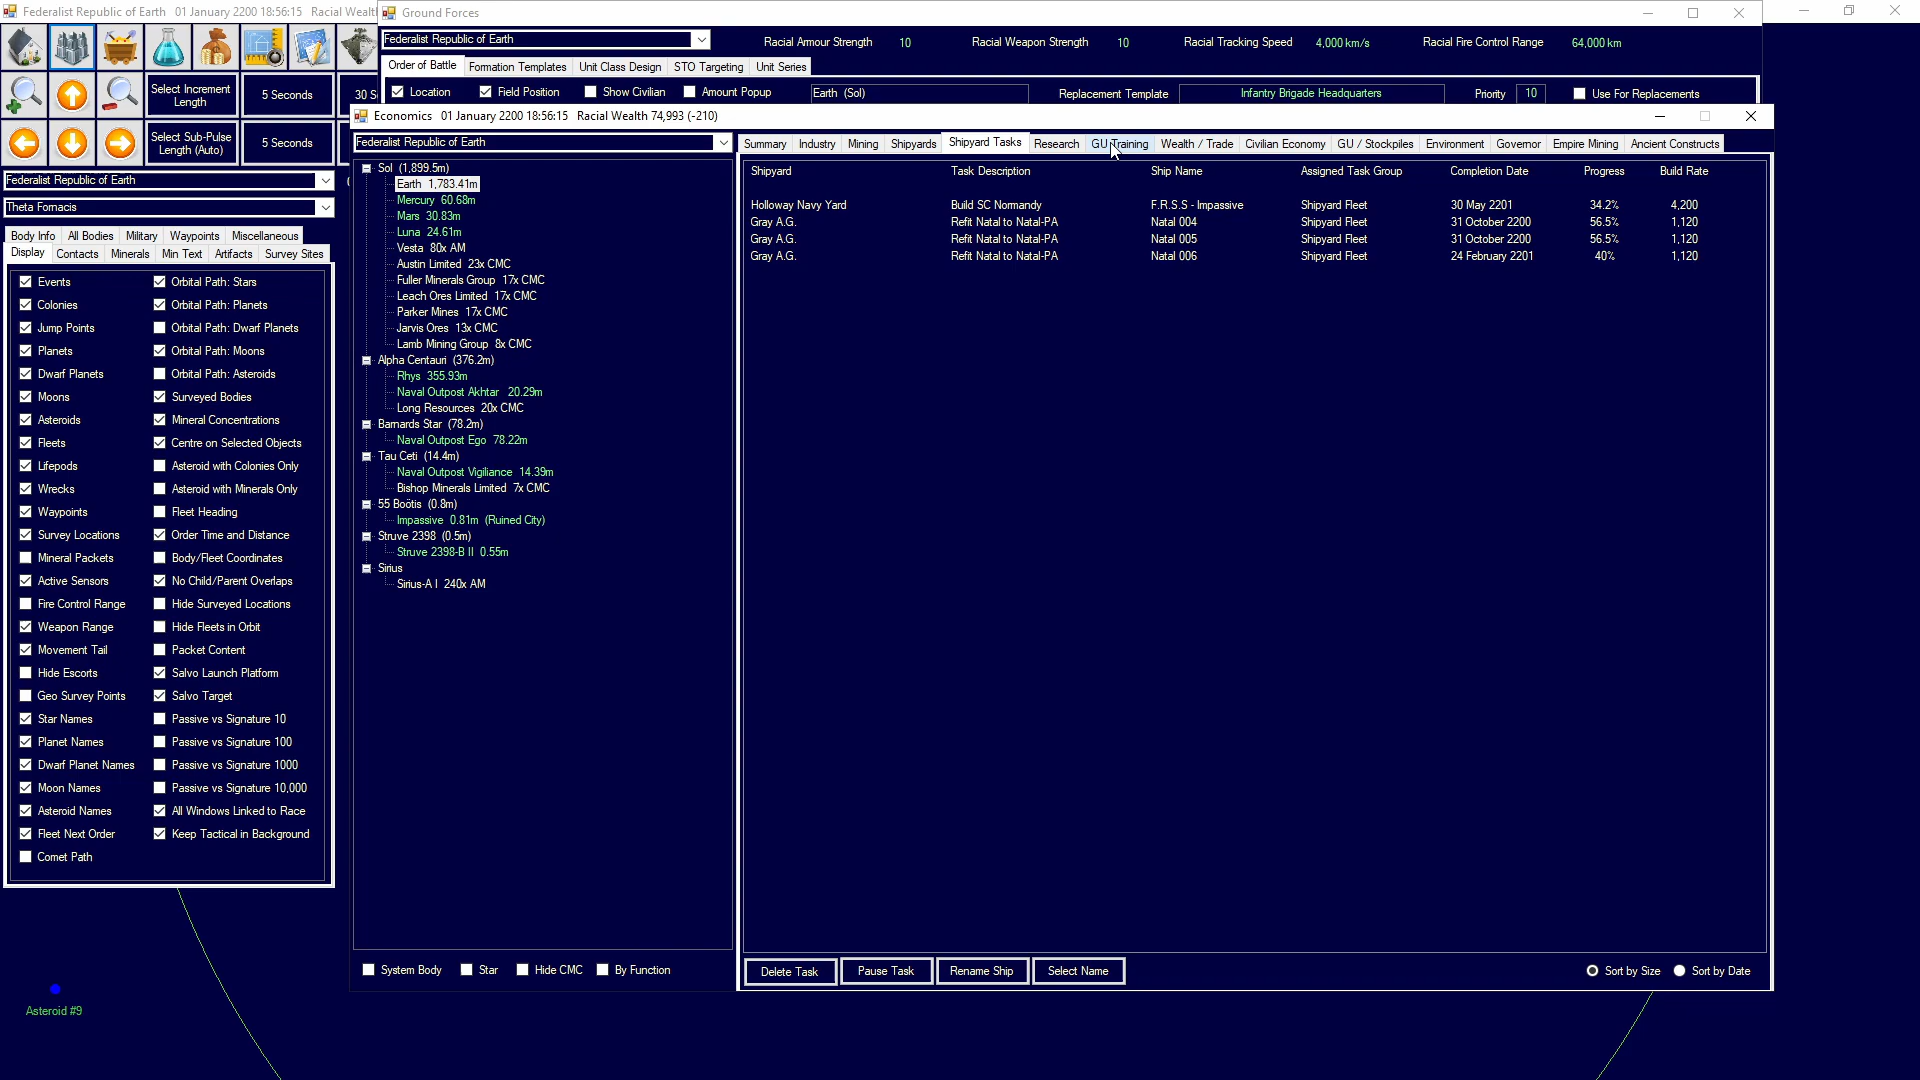 Federalist Republic of Earth 01 January 2200 18:56:15 Racial Wealth
Ground Forces
Federalist Republic of Earth
Racial Armour Strength 10 Racial Weapon Strength 10 Racial Tracking Speed 4,000 km/s Racial Fire Control Range 64,000 km
Order of Battle Formation Templates Unit Class Design STO Targeting Unit Series
Location Field Position Show Civilian Amount Popup Earth (Sol) Replacement Template Infantry Brigade Headquarters Priority 10 Use For Replacements
Select Increment Length
5 Seconds
30 S
Select Sub-Pulse Length (Auto)
5 Seconds
Federalist Republic of Earth
Theta Fornacis
Body Info All Bodies Military Waypoints Miscellaneous
Display Contacts Minerals Min Text Artifacts Survey Sites
Events Orbital Path: Stars
Colonies Orbital Path: Planets
Jump Points Orbital Path: Dwarf Planets
Planets Orbital Path: Moons
Dwarf Planets Orbital Path: Asteroids
Moons Surveyed Bodies
Asteroids Mineral Concentrations
Fleets Centre on Selected Objects
Lifepods Asteroid with Colonies Only
Wrecks Asteroid with Minerals Only
Waypoints Fleet Heading
Survey Locations Order Time and Distance
Mineral Packets Body/Fleet Coordinates
Active Sensors No Child/Parent Overlaps
Fire Control Range Hide Surveyed Locations
Weapon Range Hide Fleets in Orbit
Movement Tail Packet Content
Hide Escorts Salvo Launch Platform
Geo Survey Points Salvo Target
Star Names Passive vs Signature 10
Planet Names Passive vs Signature 100
Dwarf Planet Names Passive vs Signature 1000
Moon Names Passive vs Signature 10,000
Asteroid Names All Windows Linked to Race
Fleet Next Order Keep Tactical in Background
Comet Path
Asteroid #9
Economics 01 January 2200 18:56:15 Racial Wealth 74,993 (-210)
Federalist Republic of Earth
Summary Industry Mining Shipyards Shipyard Tasks Research GU Training Wealth / Trade Civilian Economy GU / Stockpiles Environment Governor Empire Mining Ancient Constructs
Sol (1,899.5m)
Earth 1,783.41m
Mercury 60.68m
Mars 30.83m
Luna 24.61m
Vesta 80x AM
Austin Limited 23x CMC
Fuller Minerals Group 17x CMC
Leach Ores Limited 17x CMC
Parker Mines 17x CMC
Jarvis Ores 13x CMC
Lamb Mining Group 8x CMC
Alpha Centauri (376.2m)
Rhys 355.93m
Naval Outpost Akhtar 20.29m
Long Resources 20x CMC
Barnards Star (78.2m)
Naval Outpost Ego 78.22m
Tau Ceti (14.4m)
Naval Outpost Vigiliance 14.39m
Bishop Minerals Limited 7x CMC
55 Boötis (0.8m)
Impassive 0.81m (Ruined City)
Struve 2398 (0.5m)
Struve 2398-B II 0.55m
Sirius
Sirius-A I 240x AM
System Body Star Hide CMC By Function
Shipyard Task Description Ship Name Assigned Task Group Completion Date Progress Build Rate
Holloway Navy Yard Build SC Normandy F.R.S.S - Impassive Shipyard Fleet 30 May 2201 34.2% 4,200
Gray A.G. Refit Natal to Natal-PA Natal 004 Shipyard Fleet 31 October 2200 56.5% 1,120
Gray A.G. Refit Natal to Natal-PA Natal 005 Shipyard Fleet 31 October 2200 56.5% 1,120
Gray A.G. Refit Natal to Natal-PA Natal 006 Shipyard Fleet 24 February 2201 40% 1,120
Delete Task Pause Task Rename Ship Select Name Sort by Size Sort by Date